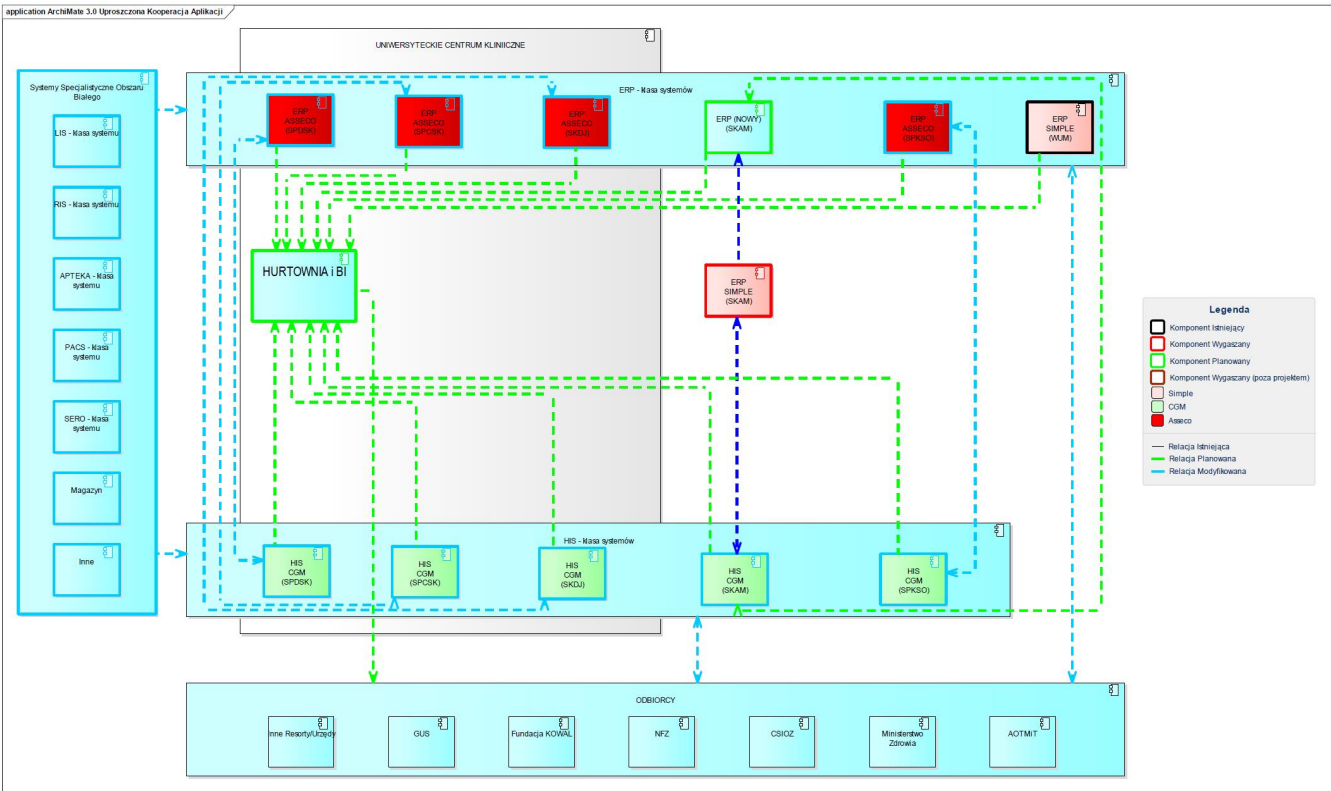 application ArchiMate 3.0 Uproszczona Kooperacja Aplikacji
UNIWERSYTECKIE CENTRUM KLINIICZNE
Systemy Specjalistyczne Obszaru
Białego
LIS - klasa systemu
RIS - klasa systemu
APTEKA - klasa
systemu
PACS - klasa
systemu
SERO - klasa
systemu
Magazyn
Inne
ERP - klasa systemów
ERP
ASSECO
(SPDSK)
ERP
ASSECO
(SPCSK)
ERP
ASSECO
(SKDJ)
ERP (NOWY)
(SKAM)
ERP
ASSECO
(SPKSO)
ERP
SIMPLE
(WUM)
HURTOWNIA i BI
ERP
SIMPLE
(SKAM)
HIS - klasa systemów
HIS
CGM
(SPDSK)
HIS
CGM
(SPCSK)
HIS
CGM
(SKDJ)
HIS
CGM
(SKAM)
HIS
CGM
(SPKSO)
ODBIORCY
Inne Resorty/Urzędy
GUS
Fundacja KOWAL
NFZ
CSIOZ
Ministerstwo
Zdrowia
AOTMiT
Legenda
Komponent Istniejący
Komponent Wygaszany
Komponent Planowany
Komponent Wygaszany (poza projektem)
Simple
CGM
Asseco
Relacja Istniejąca
Relacja Planowana
Relacja Modyfikowana